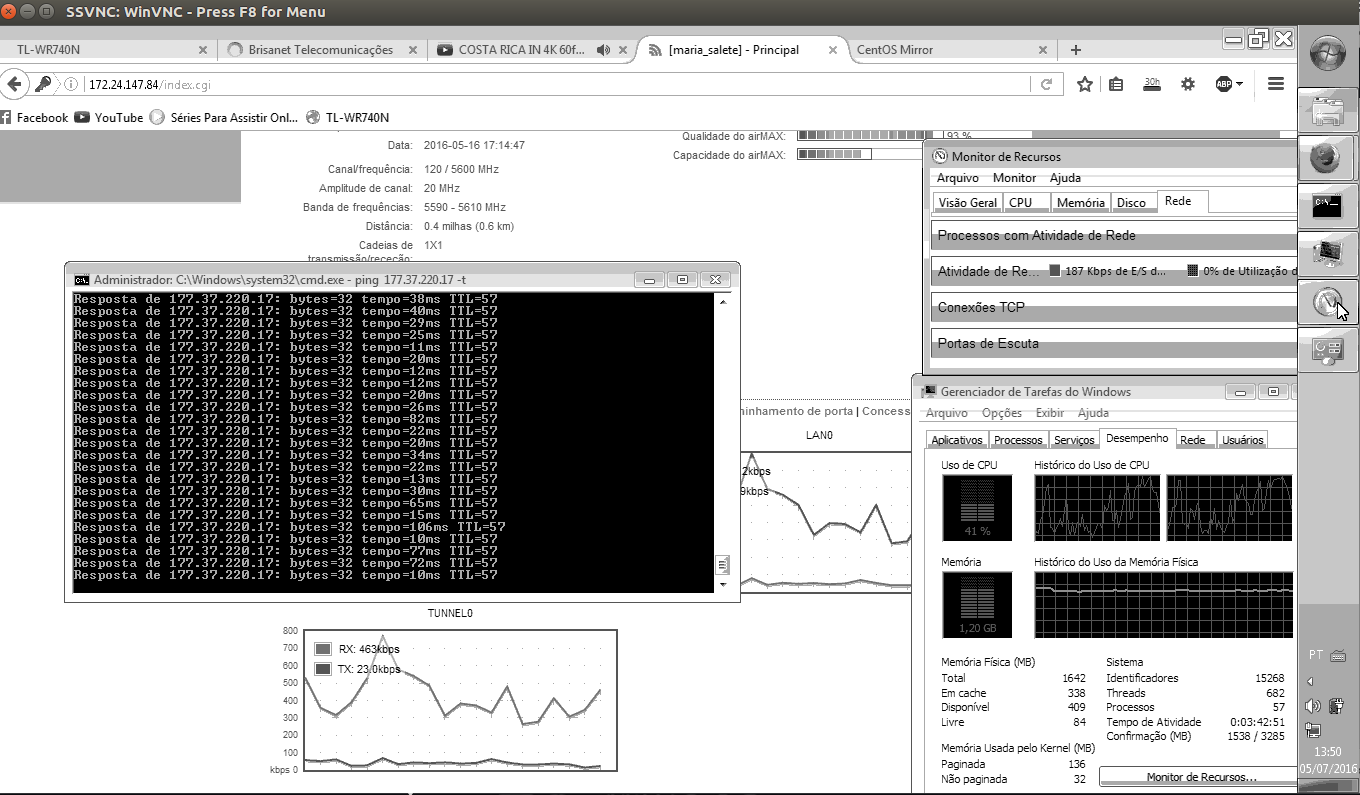 SSVNC: WinVNC - Press F8 for Menu
TL-WR740N
Brisanet Telecomunicações
COSTA RICA IN 4K 60f...
[maria_salete] - Principal
CentOS Mirror
172.24.147.84/index.cgi
30h
ABP
Facebook
YouTube
Séries Para Assistir Onl...
TL-WR740N
Data: 2016-05-16 17:14:47
Canal/frequência: 120 / 5600 MHz
Amplitude de canal: 20 MHz
Banda de frequências: 5590 - 5610 MHz
Distância: 0.4 milhas (0.6 km)
Cadeias de 1X1
transmissão/receção:
Qualidade do airMAX: 93 %
Capacidade do airMAX:
Administrador: C:\Windows\system32\cmd.exe - ping 177.37.220.17 -t
Resposta de 177.37.220.17: bytes=32 tempo=38ms TTL=57
Resposta de 177.37.220.17: bytes=32 tempo=40ms TTL=57
Resposta de 177.37.220.17: bytes=32 tempo=29ms TTL=57
Resposta de 177.37.220.17: bytes=32 tempo=25ms TTL=57
Resposta de 177.37.220.17: bytes=32 tempo=11ms TTL=57
Resposta de 177.37.220.17: bytes=32 tempo=20ms TTL=57
Resposta de 177.37.220.17: bytes=32 tempo=12ms TTL=57
Resposta de 177.37.220.17: bytes=32 tempo=12ms TTL=57
Resposta de 177.37.220.17: bytes=32 tempo=20ms TTL=57
Resposta de 177.37.220.17: bytes=32 tempo=26ms TTL=57
Resposta de 177.37.220.17: bytes=32 tempo=82ms TTL=57
Resposta de 177.37.220.17: bytes=32 tempo=22ms TTL=57
Resposta de 177.37.220.17: bytes=32 tempo=20ms TTL=57
Resposta de 177.37.220.17: bytes=32 tempo=34ms TTL=57
Resposta de 177.37.220.17: bytes=32 tempo=22ms TTL=57
Resposta de 177.37.220.17: bytes=32 tempo=13ms TTL=57
Resposta de 177.37.220.17: bytes=32 tempo=30ms TTL=57
Resposta de 177.37.220.17: bytes=32 tempo=65ms TTL=57
Resposta de 177.37.220.17: bytes=32 tempo=15ms TTL=57
Resposta de 177.37.220.17: bytes=32 tempo=106ms TTL=57
Resposta de 177.37.220.17: bytes=32 tempo=10ms TTL=57
Resposta de 177.37.220.17: bytes=32 tempo=77ms TTL=57
Resposta de 177.37.220.17: bytes=32 tempo=72ms TTL=57
Resposta de 177.37.220.17: bytes=32 tempo=10ms TTL=57
minhamento de porta | Concess
LAN0
2kbps
9kbps
TUNNEL0
800
700
600
500
400
300
200
100
kbps 0
RX: 463kbps
TX: 23.0kbps
Monitor de Recursos
Arquivo Monitor Ajuda
Visão Geral CPU Memória Disco Rede
Processos com Atividade de Rede
Atividade de Re... 187 Kbps de E/S d... 0% de Utilização d
Conexões TCP
Portas de Escuta
Gerenciador de Tarefas do Windows
Arquivo Opções Exibir Ajuda
Aplicativos Processos Serviços Desempenho Rede Usuários
Uso de CPU Histórico do Uso de CPU
41 %
Memória Histórico do Uso da Memória Física
1,20 GB
Memória Física (MB)
Total 1642
Em cache 338
Disponível 409
Livre 84
Memória Usada pelo Kernel (MB)
Paginada 136
Não paginada 32
Sistema
Identificadores 15268
Threads 682
Processos 57
Tempo de Atividade 0:03:42:51
Confirmação (MB) 1538 / 3285
Monitor de Recursos...
C:\_
PT
13:50
05/07/2016